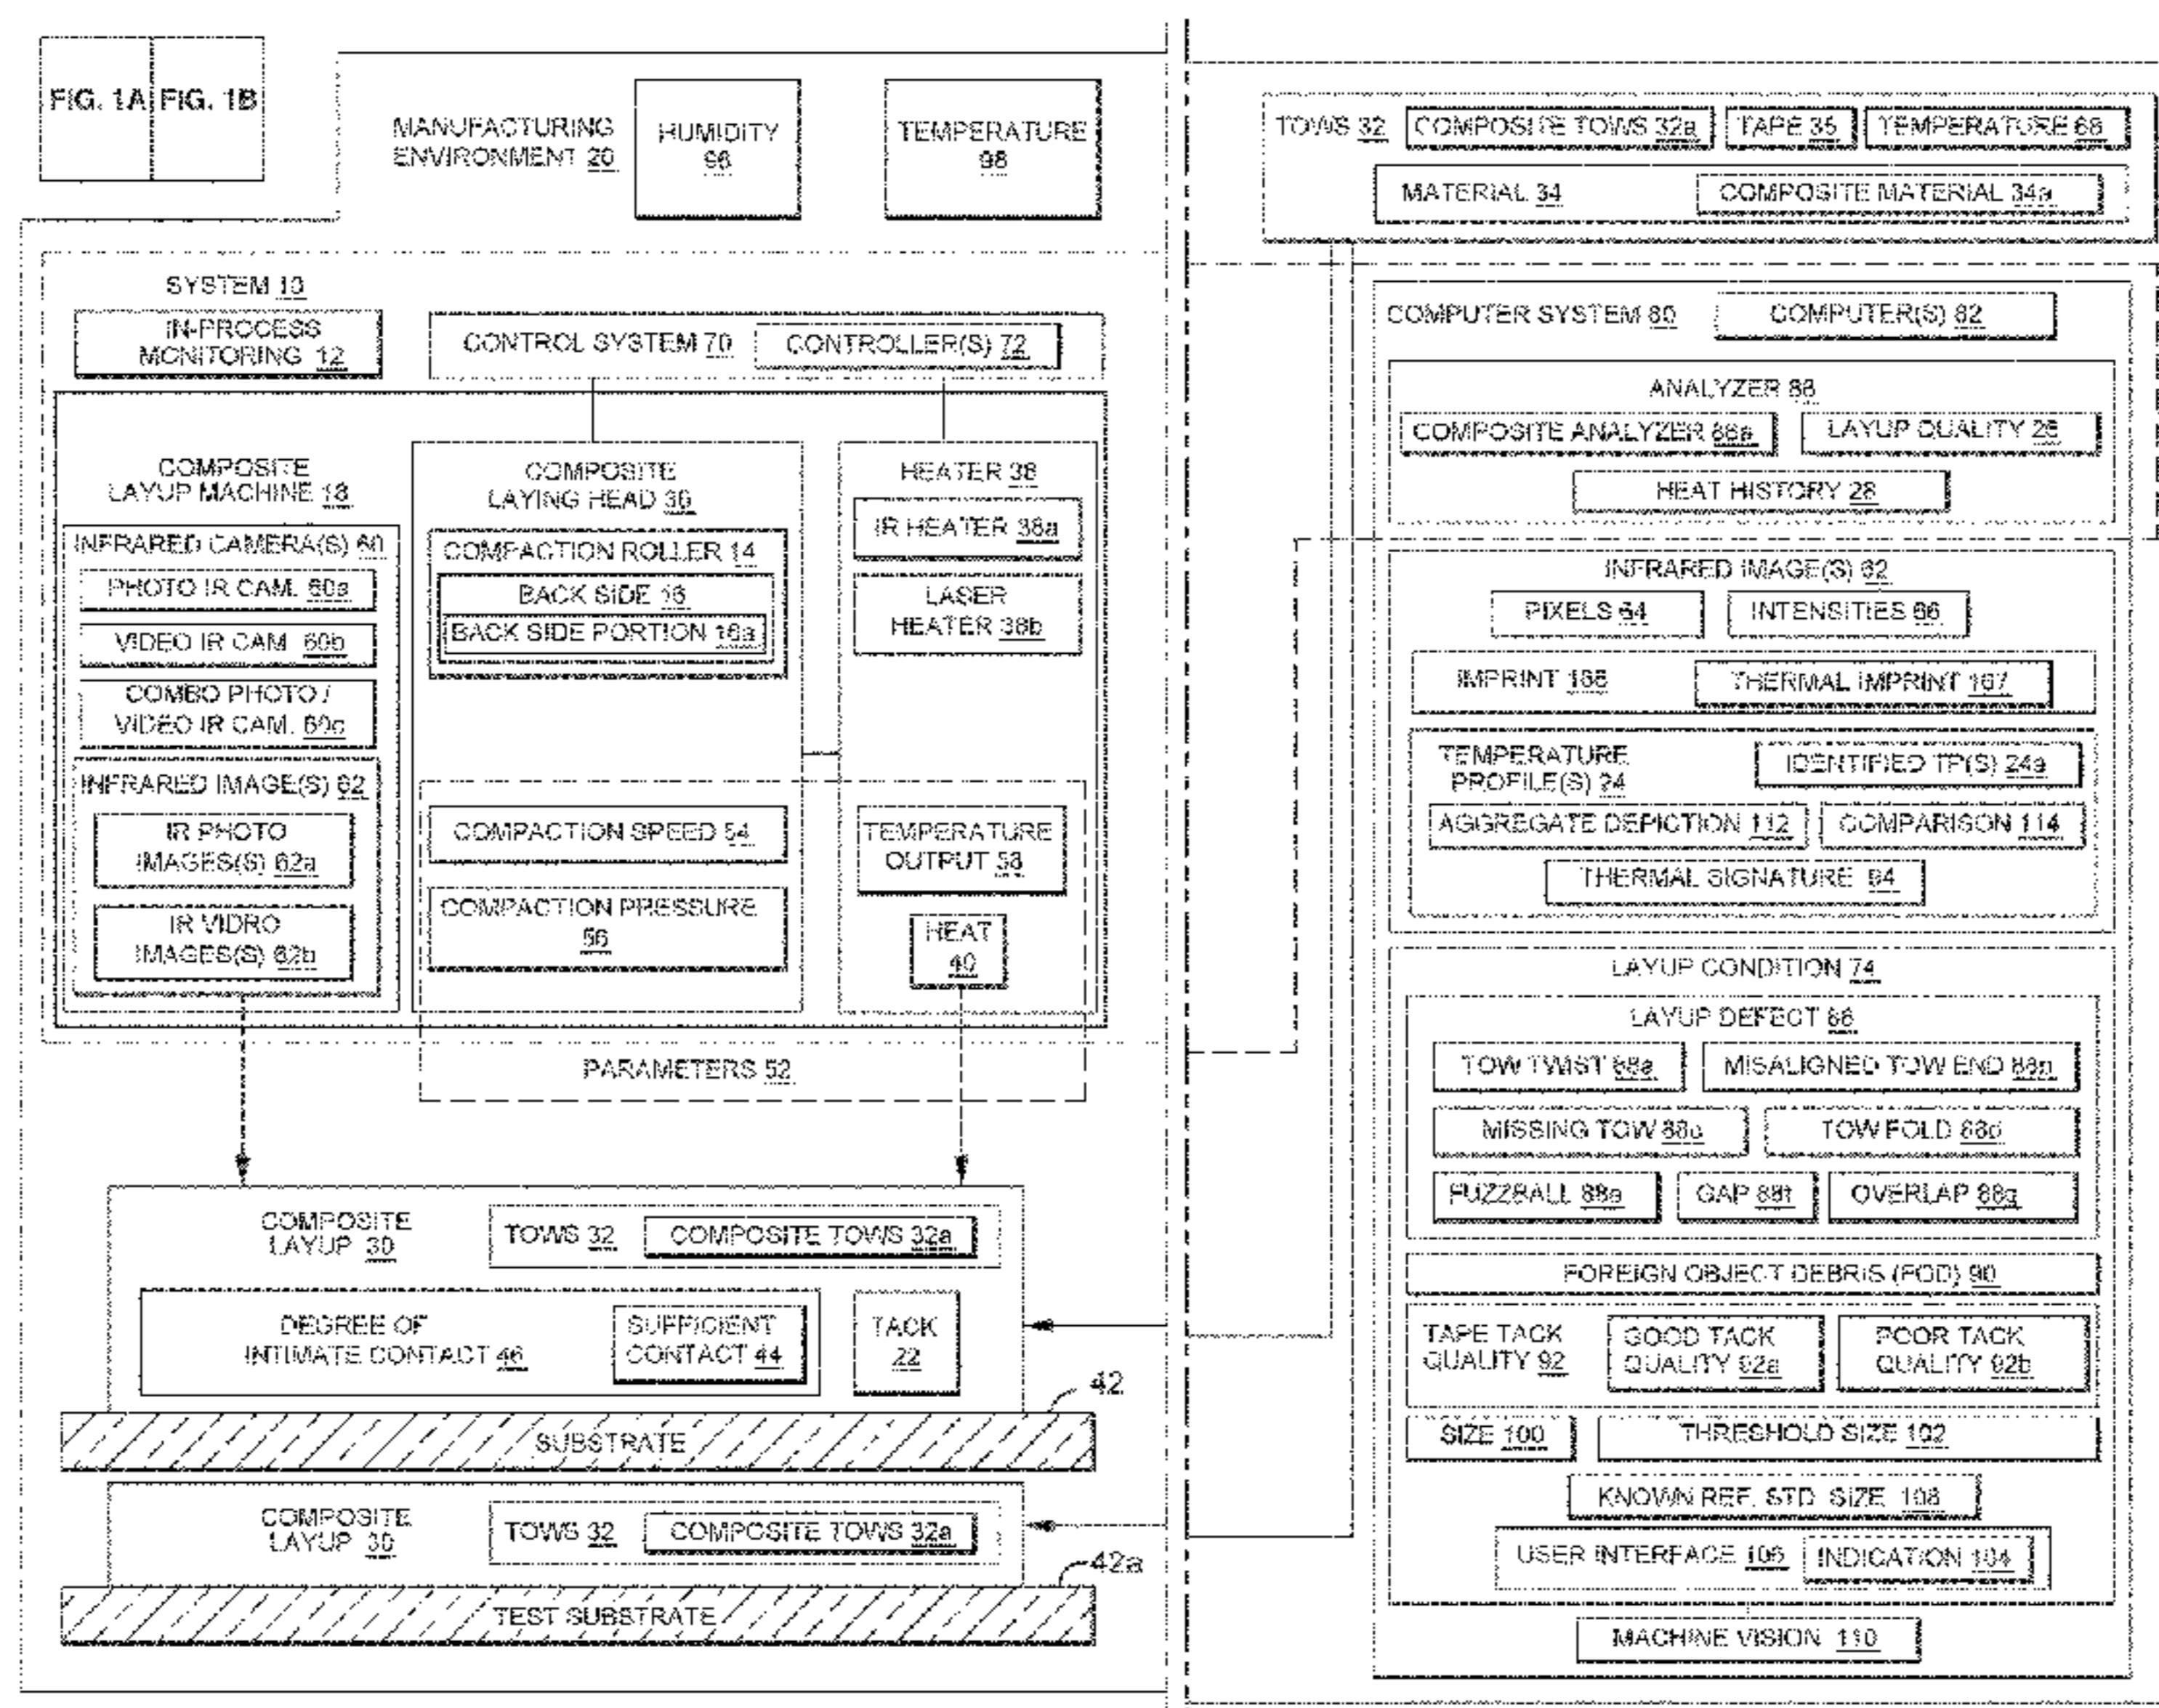 FIG. 1A FIG. 1B
MANUFACTURING
ENVIRONMENT 20
HUMIDITY
96
TEMPERATURE
98
SYSTEM 10
IN-PROCESS
MONITORING 12
CONTROL SYSTEM 70
CONTROLLER(S) 72
COMPOSITE
LAYUP MACHINE 18
INFRARED CAMERA(S) 60
PHOTO IR CAM. 60a
VIDEO IR CAM. 60b
COMBO PHOTO /
VIDEO IR CAM. 60c
INFRARED IMAGE(S) 62
IR PHOTO
IMAGES(S) 62a
IR VIDRO
IMAGES(S) 62b
COMPOSITE
LAYING HEAD 36
COMPACTION ROLLER 14
BACK SIDE 16
BACK SIDE PORTION 16a
COMPACTION SPEED 54
COMPACTION PRESSURE
56
HEATER 38
IR HEATER 38a
LASER
HEATER 38b
TEMPERATURE
OUTPUT 58
HEAT
40
PARAMETERS 52
COMPOSITE
LAYUP 30
TOWS 32
COMPOSITE TOWS 32a
DEGREE OF
INTIMATE CONTACT 46
SUFFICIENT
CONTACT 44
TACK
22
42
SUBSTRATE
COMPOSITE
LAYUP 30
TOWS 32
COMPOSITE TOWS 32a
42a
TEST SUBSTRATE
TOWS 32
COMPOSITE TOWS 32a
TAPE 35
TEMPERATURE 68
MATERIAL 34
COMPOSITE MATERIAL 34a
COMPUTER SYSTEM 80
COMPUTER(S) 82
ANALYZER 86
COMPOSITE ANALYZER 86a
LAYUP QUALITY 26
HEAT HISTORY 28
INFRARED IMAGE(S) 62
PIXELS 64
INTENSITIES 66
IMPRINT 166
THERMAL IMPRINT 167
TEMPERATURE
PROFILE(S) 24
IDENTIFIED TP(S) 24a
AGGREGATE DEPICTION 112
COMPARISON 114
THERMAL SIGNATURE
LAYUP CONDITION 74
LAYUP DEFECT 88
TOW TWIST 88a
MISALIGNED TOW END
MISSING TOW 88c
TOW FOLD 88d
FUZZBALL 88e
GAP 88f
OVERLAP 88g
FOREIGN OBJECT DEBRIS (FOD) 90
TAPE TACK
QUALITY 92
GOOD TACK
QUALITY 92a
POOR TACK
QUALITY 92b
SIZE 100
THRESHOLD SIZE 102
KNOWN REF. STD. SIZE 108
USER INTERFACE 106
INDICATION 104
MACHINE VISION 110